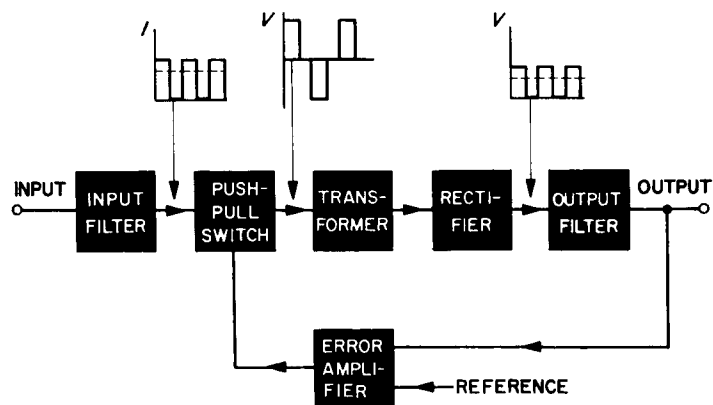 I
V
V
INPUT
INPUT
FILTER
PUSH-
PULL
SWITCH
TRANS-
FORMER
RECTI-
FIER
OUTPUT
FILTER
OUTPUT
ERROR
AMPLI-
FIER
REFERENCE